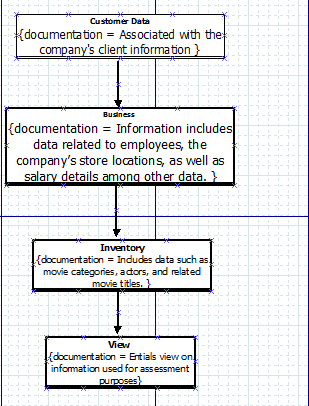 Customer Data
{documentation = Associated with the
company's client information }
Business
{documentation = Information includes
data related to employees, the
company's store locations, as well as
salary details among other data. }
Inventory
{documentation = Includes data such as
movie categories, actors, and related
movie titles. }
View
{documentation = Entials view on
information used for assessment
purposes}